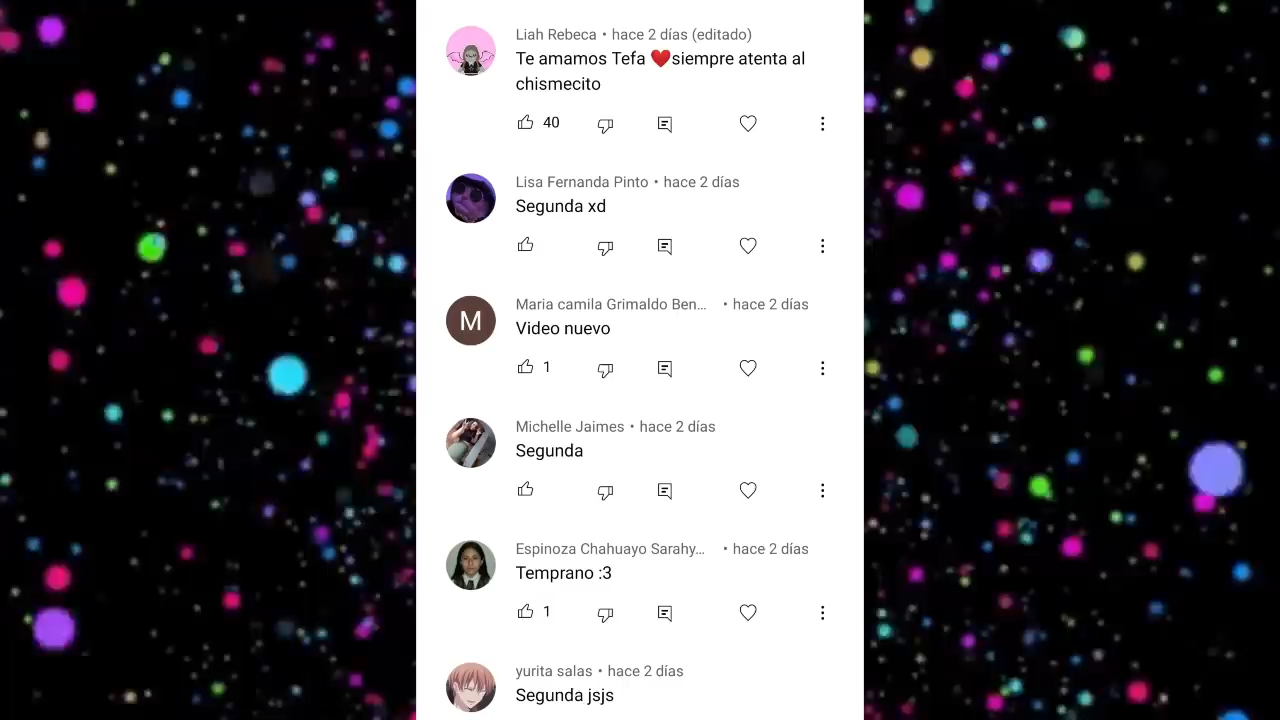 Liah Rebeca • hace 2 días (editado)
Te amamos Tefa ❤️siempre atenta al
chismecito
40
Lisa Fernanda Pinto • hace 2 días
Segunda xd
Maria camila Grimaldo Ben... • hace 2 días
M
Video nuevo
1
Michelle Jaimes • hace 2 días
Segunda
Espinoza Chahuayo Sarahy... • hace 2 días
Temprano :3
1
yurita salas • hace 2 días
Segunda jsjs